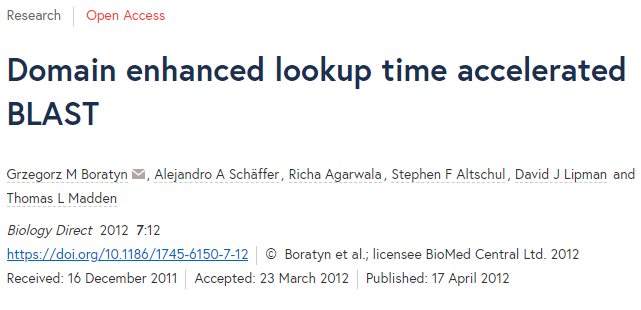 Research | Open Access
Domain enhanced lookup time accelerated
BLAST
Grzegorz M Boratyn, Alejandro A Schäffer, Richa Agarwala, Stephen F Altschul, David J Lipman and
Thomas L Madden
Biology Direct 2012 7:12
https://doi.org/10.1186/1745-6150-7-12 | © Boratyn et al.; licensee BioMed Central Ltd. 2012
Received: 16 December 2011 | Accepted: 23 March 2012 | Published: 17 April 2012